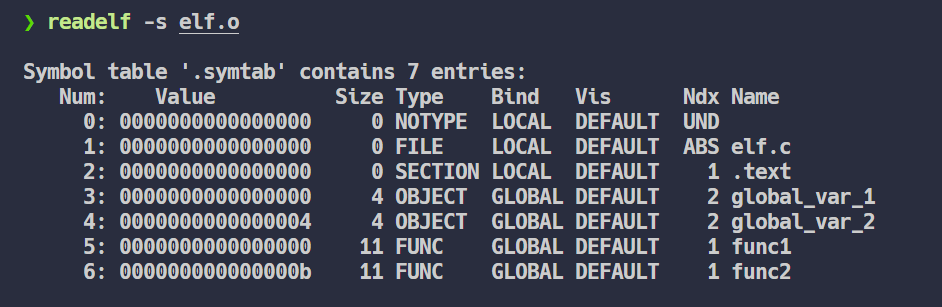 ❯ readelf -s elf.o
Symbol table '.symtab' contains 7 entries:
   Num:    Value          Size Type    Bind   Vis      Ndx Name
     0: 0000000000000000     0 NOTYPE  LOCAL  DEFAULT  UND
     1: 0000000000000000     0 FILE    LOCAL  DEFAULT  ABS elf.c
     2: 0000000000000000     0 SECTION LOCAL  DEFAULT    1 .text
     3: 0000000000000000     4 OBJECT  GLOBAL DEFAULT    2 global_var_1
     4: 0000000000000004     4 OBJECT  GLOBAL DEFAULT    2 global_var_2
     5: 0000000000000000    11 FUNC    GLOBAL DEFAULT    1 func1
     6: 000000000000000b    11 FUNC    GLOBAL DEFAULT    1 func2